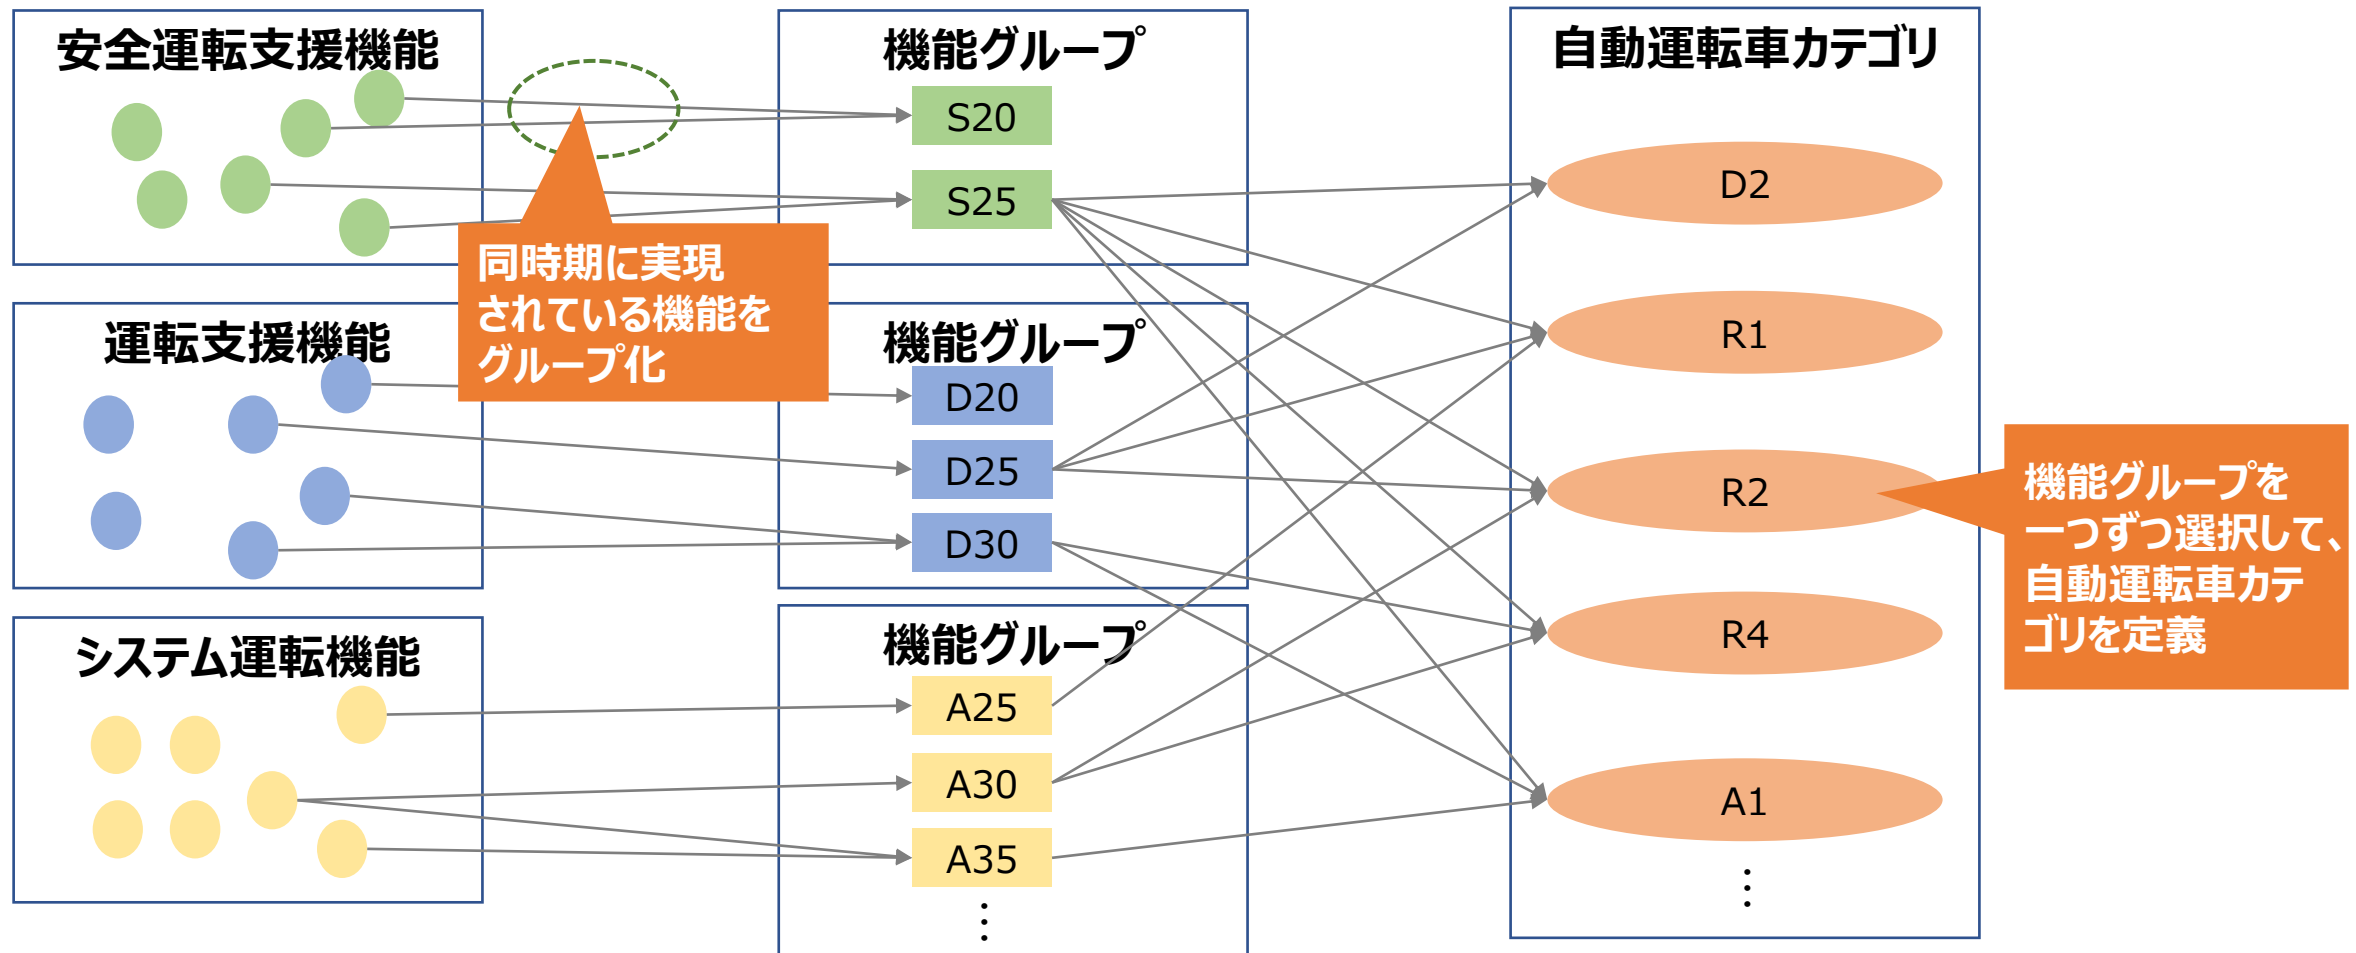 安全運転支援機能
機能グループ
自動運転車カテゴリ
S20
S25
D2
同時期に実現
されている機能を
グループ化
運転支援機能
機能グループ
D20
D25
D30
R1
R2
機能グループを
一つずつ選択して、
自動運転車カテ
ゴリを定義
システム運転機能
機能グループ
A25
A30
A35
⋮
R4
A1
⋮